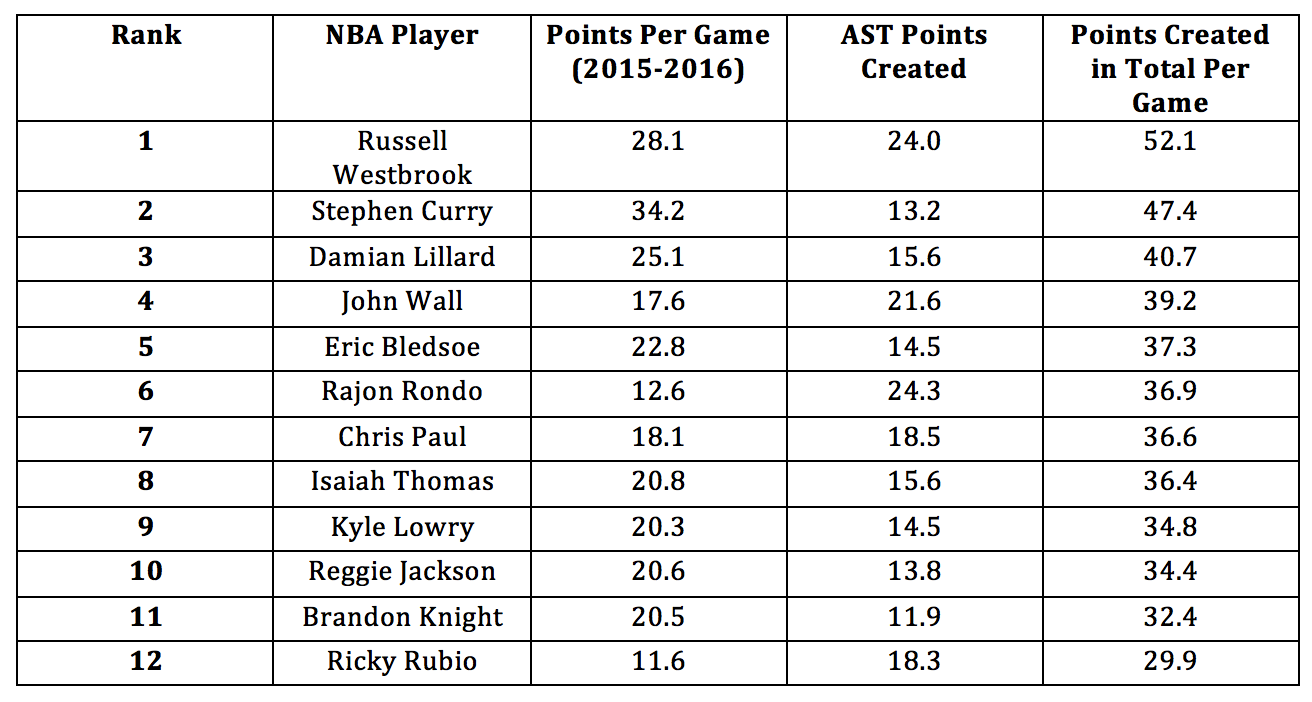 Rank NBA Player Points Per Game (2015-2016) AST Points Created Points Created in Total Per Game
1 Russell Westbrook 28.1 24.0 52.1
2 Stephen Curry 34.2 13.2 47.4
3 Damian Lillard 25.1 15.6 40.7
4 John Wall 17.6 21.6 39.2
5 Eric Bledsoe 22.8 14.5 37.3
6 Rajon Rondo 12.6 24.3 36.9
7 Chris Paul 18.1 18.5 36.6
8 Isaiah Thomas 20.8 15.6 36.4
9 Kyle Lowry 20.3 14.5 34.8
10 Reggie Jackson 20.6 13.8 34.4
11 Brandon Knight 20.5 11.9 32.4
12 Ricky Rubio 11.6 18.3 29.9